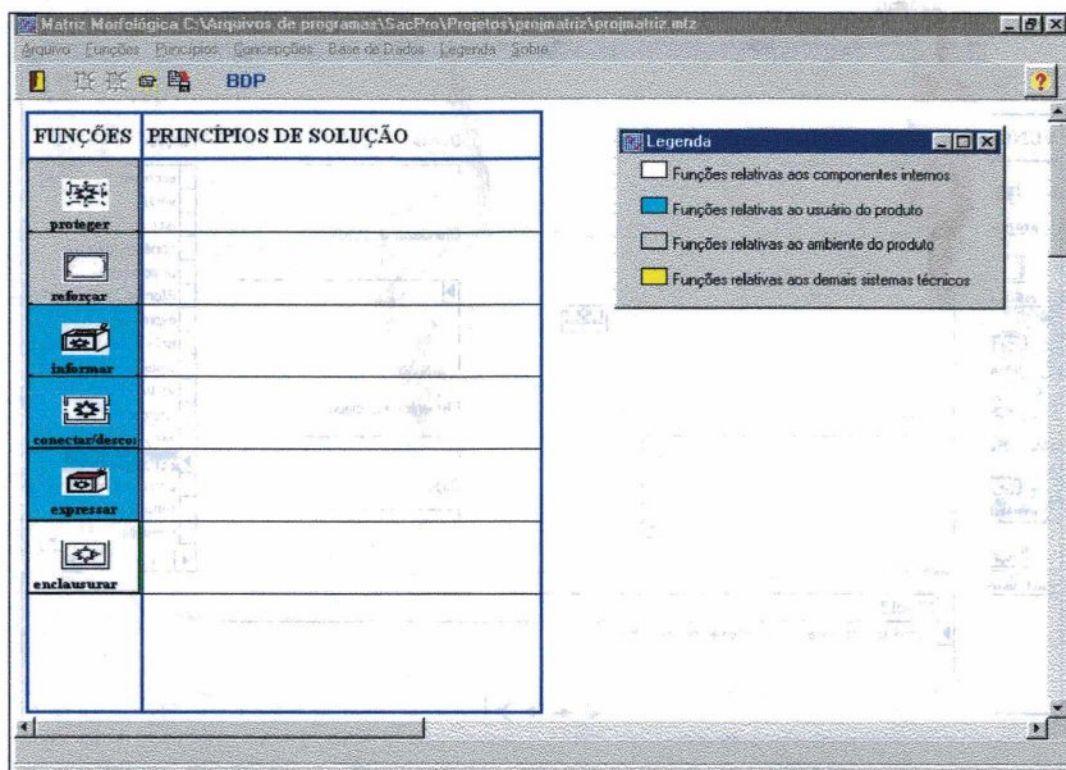 Matriz Morfológica C:\Arquivos de programas\SacPro\Projetos\projmatriz\projmatriz.mtz
Arquivo Funções Princípios Concepções Base de Dados Legenda Sobre
BDP
FUNÇÕES PRINCÍPIOS DE SOLUÇÃO
proteger
reforçar
informar
conectar/desco
expressar
enclausurar
Legenda
Funções relativas aos componentes internos
Funções relativas ao usuário do produto
Funções relativas ao ambiente do produto
Funções relativas aos demais sistemas técnicos